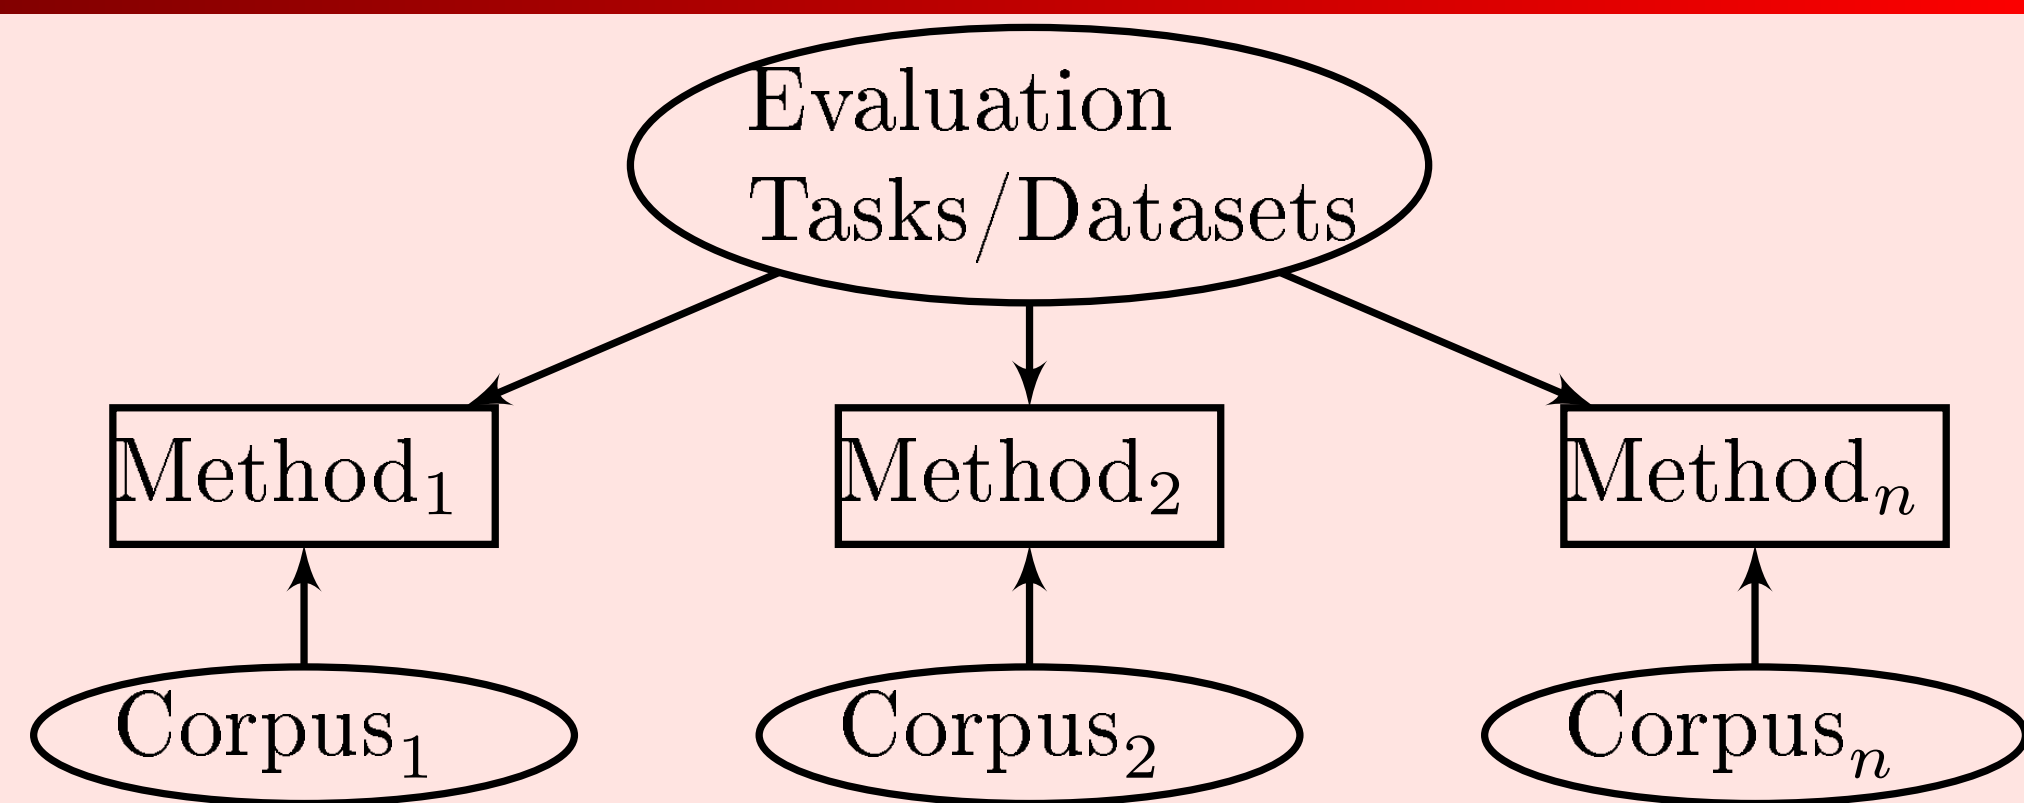 Evaluation
Tasks/Datasets
Method₁ Method₂ Methodₙ
Corpus₁ Corpus₂ Corpusₙ